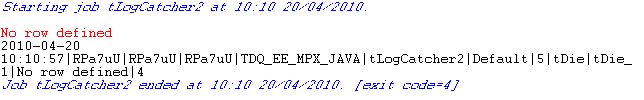 Starting job tLogCatcher2 at 10:10 20/04/2010.
No row defined
2010-04-20
10:10:57|RPa7uU|RPa7uU|RPa7uU|TDQ_EE_MPX_JAVA|tLogCatcher2|Default|5|tDie|tDie_
1|No row defined|4
Job tLogCatcher2 ended at 10:10 20/04/2010. [exit code=4]